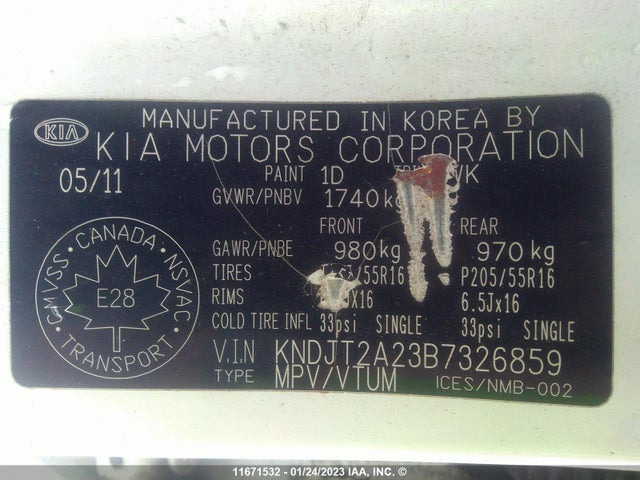 KIA
MANUFACTURED IN KOREA BY
KIA MOTORS CORPORATION
05/11
PAINT 1D
GVWR/PNBV 1740
FRONT REAR
GAWR/PNBE 980kg 970kg
TIRES /55R16 P205/55R16
RIMS X16 6.5Jx16
COLD TIRE INFL 33psi SINGLE 33psi SINGLE
V.I.N KNDJT2A23B7326859
TYPE MPV/VTUM ICES/NMB-002
CMVSS · CANADA · NSVAC · TRANSPORT
E28
11671532 - 01/24/2023 IAA, INC. ©